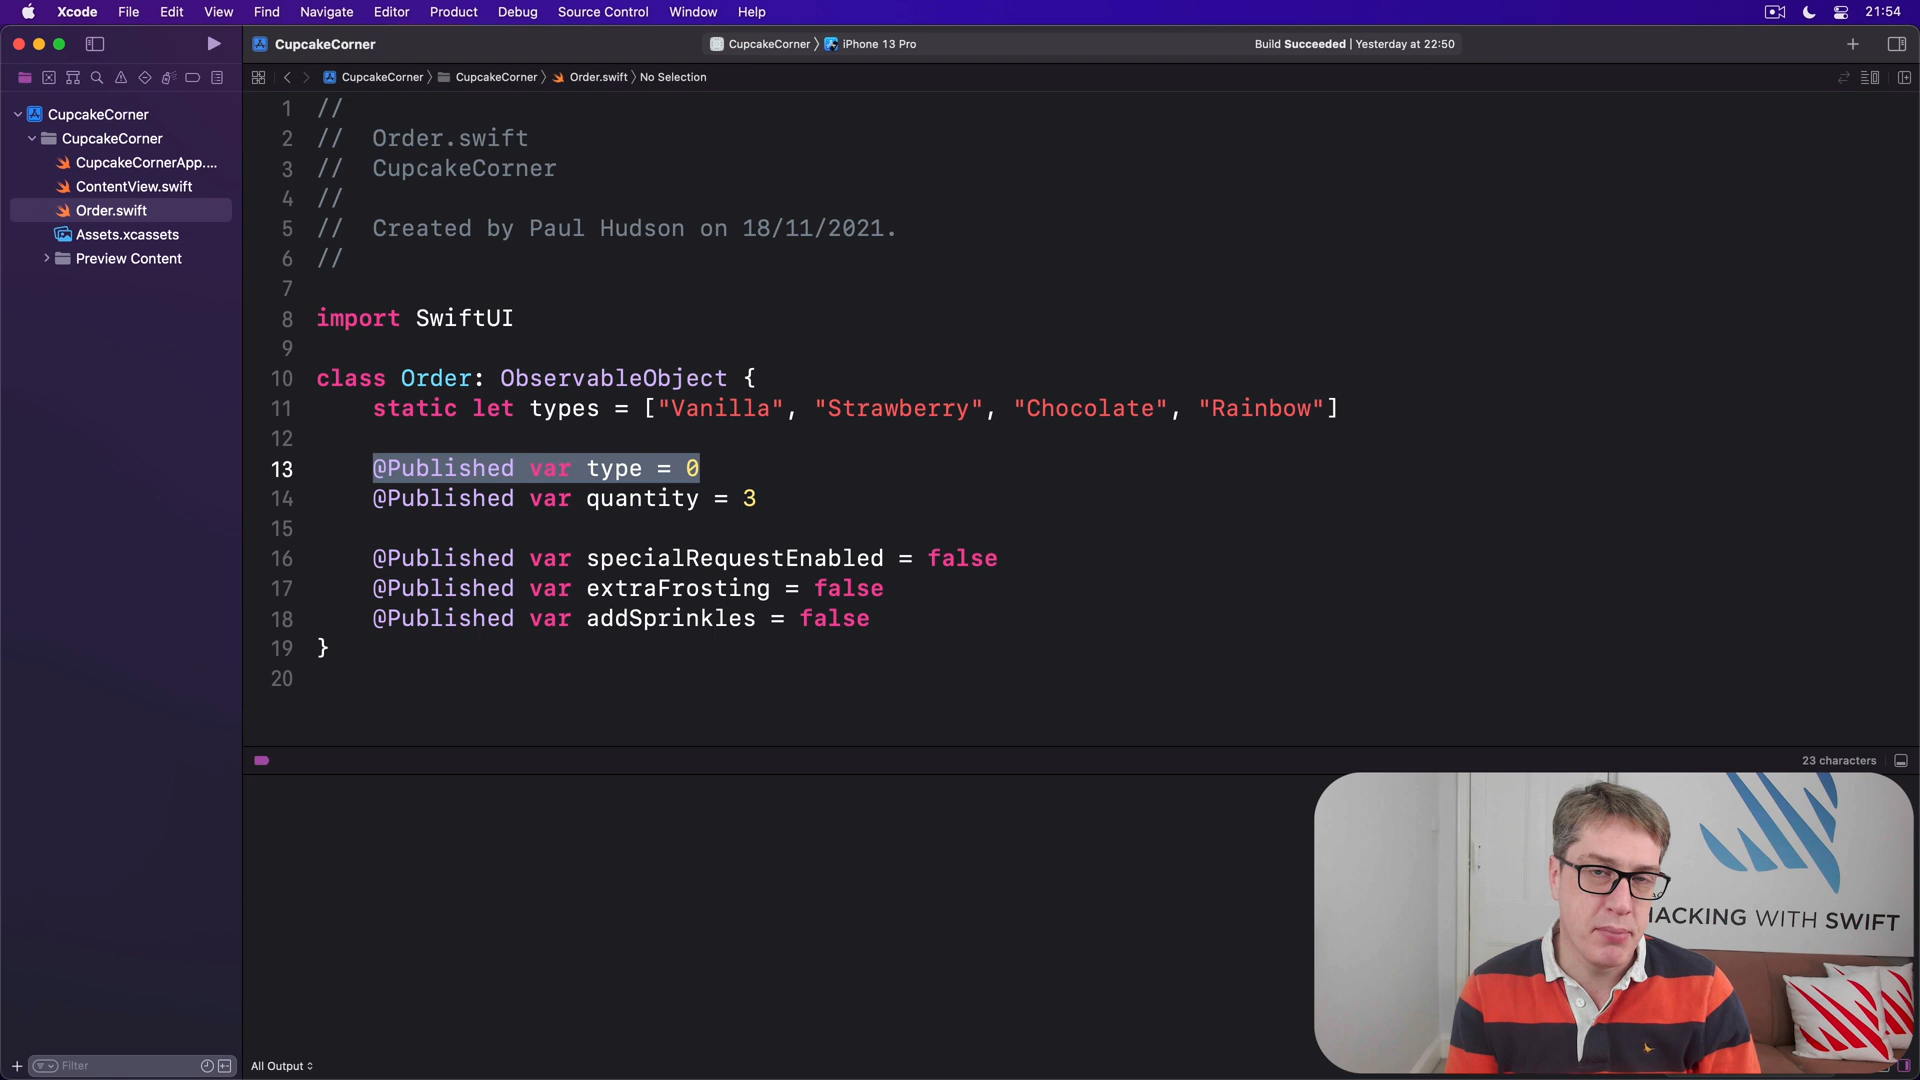 Xcode File Edit View Find Navigate Editor Product Debug Source Control Window Help 21:54
CupcakeCorner CupcakeCorner iPhone 13 Pro Build Succeeded | Yesterday at 22:50
CupcakeCorner CupcakeCorner Order.swift No Selection
CupcakeCorner
CupcakeCorner
CupcakeCornerApp....
ContentView.swift
Order.swift
Assets.xcassets
Preview Content
1 //
2 // Order.swift
3 // CupcakeCorner
4 //
5 // Created by Paul Hudson on 18/11/2021.
6 //
7
8 import SwiftUI
9
10 class Order: ObservableObject {
11 static let types = ["Vanilla", "Strawberry", "Chocolate", "Rainbow"]
12
13 @Published var type = 0
14 @Published var quantity = 3
15
16 @Published var specialRequestEnabled = false
17 @Published var extraFrosting = false
18 @Published var addSprinkles = false
19 }
20
23 characters
HACKING WITH SWIFT
Filter
All Output